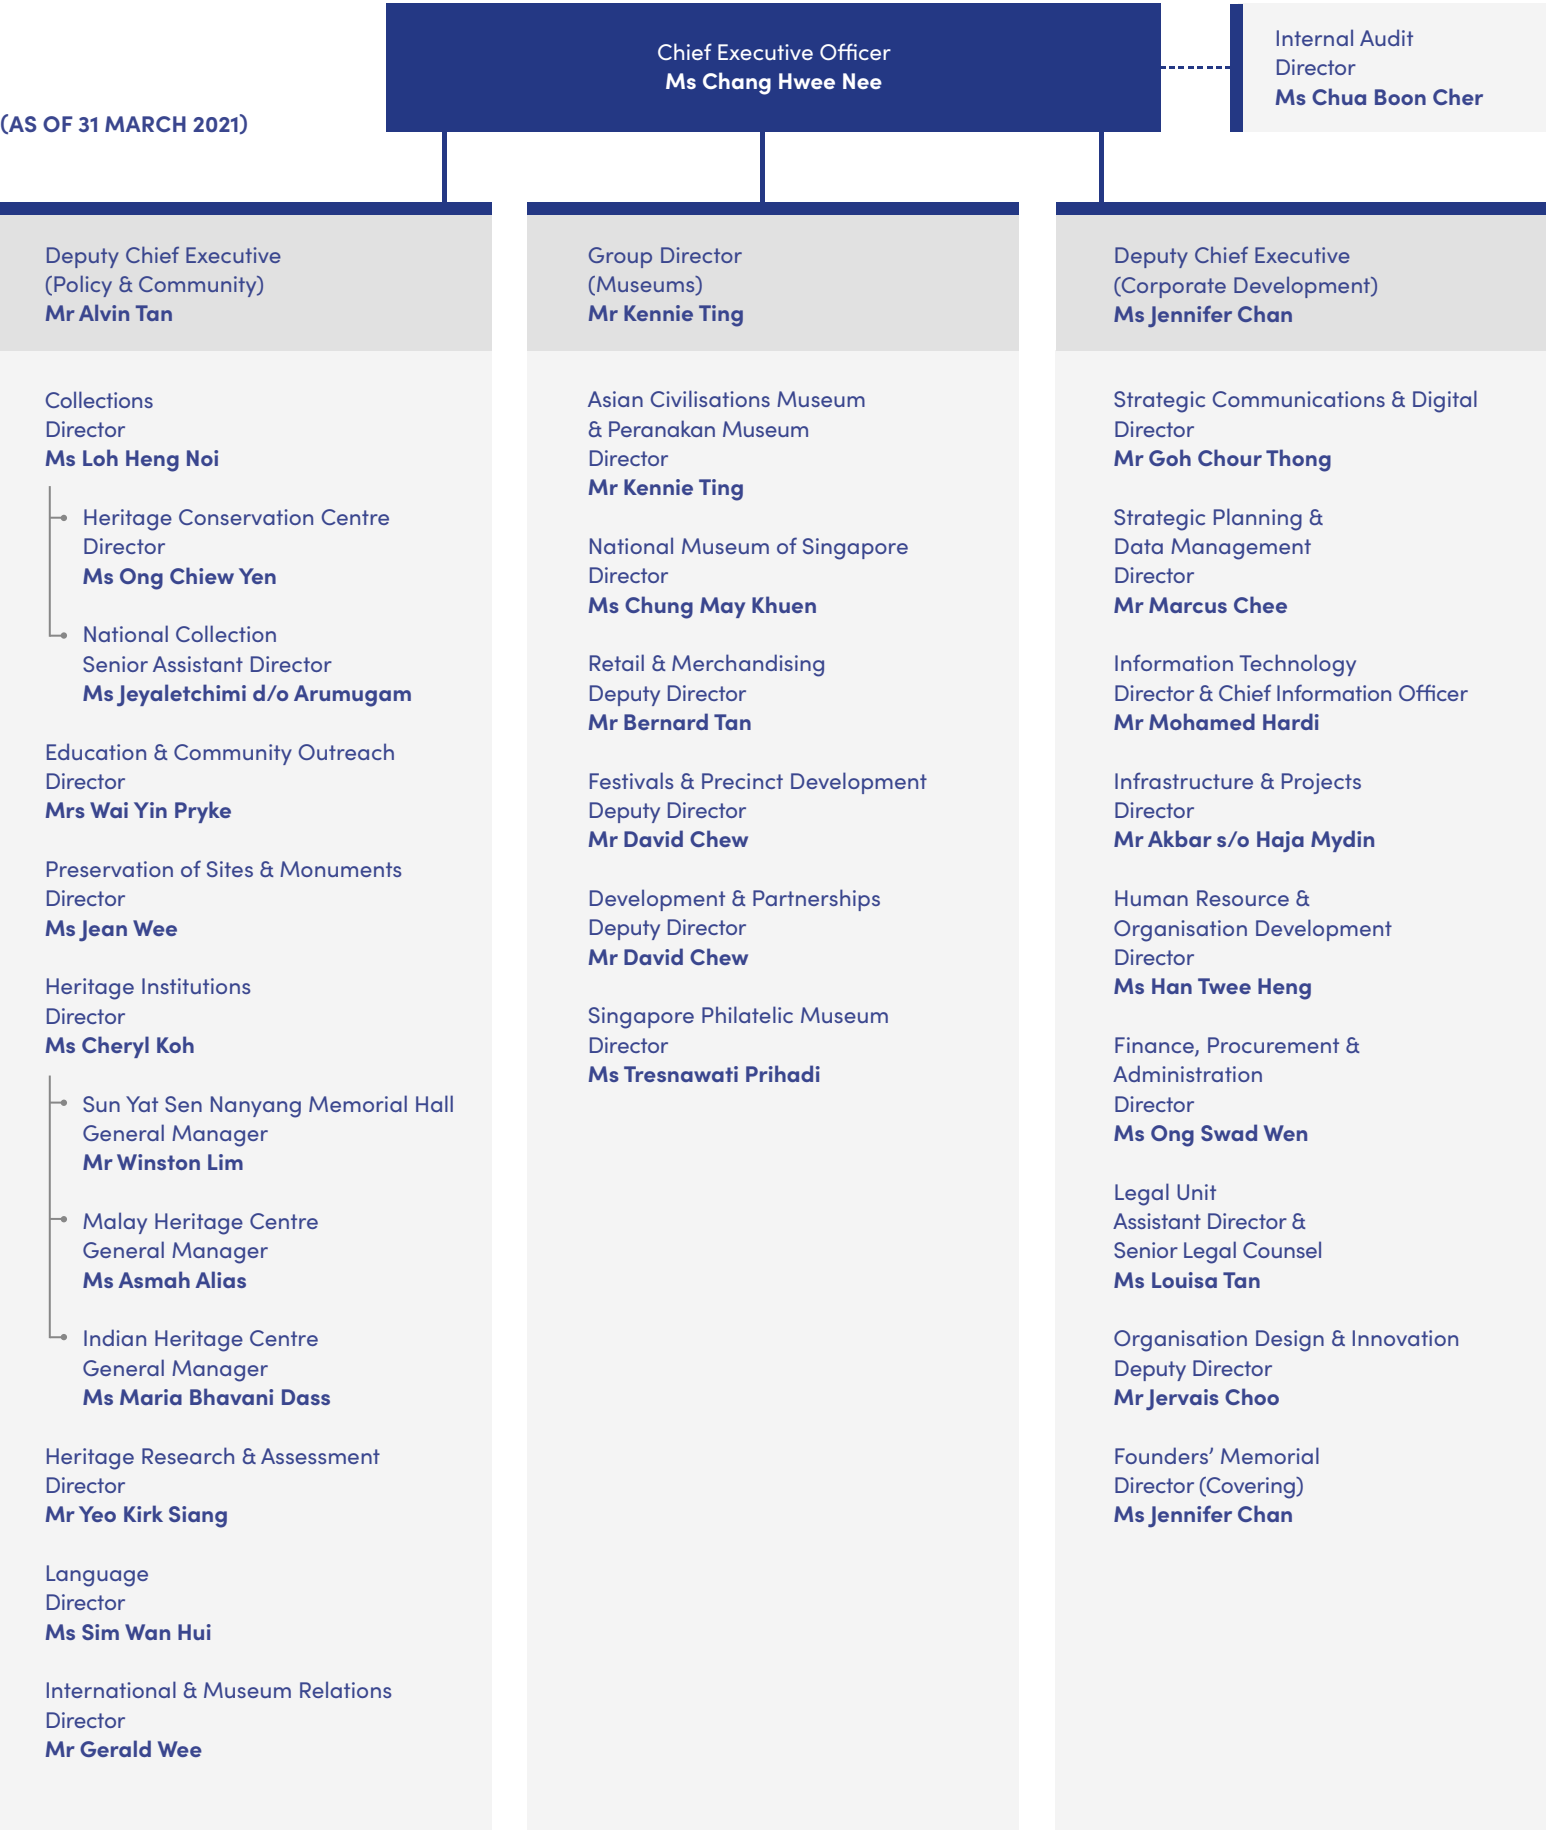 Chief Executive Officer
Ms Chang Hwee Nee
Internal Audit
Director
Ms Chua Boon Cher
(AS OF 31 MARCH 2021)
Deputy Chief Executive
(Policy & Community)
Mr Alvin Tan
Collections
Director
Ms Loh Heng Noi
Heritage Conservation Centre
Director
Ms Ong Chiew Yen
National Collection
Senior Assistant Director
Ms Jeyaletchimi d/o Arumugam
Education & Community Outreach
Director
Mrs Wai Yin Pryke
Preservation of Sites & Monuments
Director
Ms Jean Wee
Heritage Institutions
Director
Ms Cheryl Koh
Sun Yat Sen Nanyang Memorial Hall
General Manager
Mr Winston Lim
Malay Heritage Centre
General Manager
Ms Asmah Alias
Indian Heritage Centre
General Manager
Ms Maria Bhavani Dass
Heritage Research & Assessment
Director
Mr Yeo Kirk Siang
Language
Director
Ms Sim Wan Hui
International & Museum Relations
Director
Mr Gerald Wee
Group Director
(Museums)
Mr Kennie Ting
Asian Civilisations Museum
& Peranakan Museum
Director
Mr Kennie Ting
National Museum of Singapore
Director
Ms Chung May Khuen
Retail & Merchandising
Deputy Director
Mr Bernard Tan
Festivals & Precinct Development
Deputy Director
Mr David Chew
Development & Partnerships
Deputy Director
Mr David Chew
Singapore Philatelic Museum
Director
Ms Tresnawati Prihadi
Deputy Chief Executive
(Corporate Development)
Ms Jennifer Chan
Strategic Communications & Digital
Director
Mr Goh Chour Thong
Strategic Planning &
Data Management
Director
Mr Marcus Chee
Information Technology
Director & Chief Information Officer
Mr Mohamed Hardi
Infrastructure & Projects
Director
Mr Akbar s/o Haja Mydin
Human Resource &
Organisation Development
Director
Ms Han Twee Heng
Finance, Procurement &
Administration
Director
Ms Ong Swad Wen
Legal Unit
Assistant Director &
Senior Legal Counsel
Ms Louisa Tan
Organisation Design & Innovation
Deputy Director
Mr Jervais Choo
Founders’ Memorial
Director (Covering)
Ms Jennifer Chan